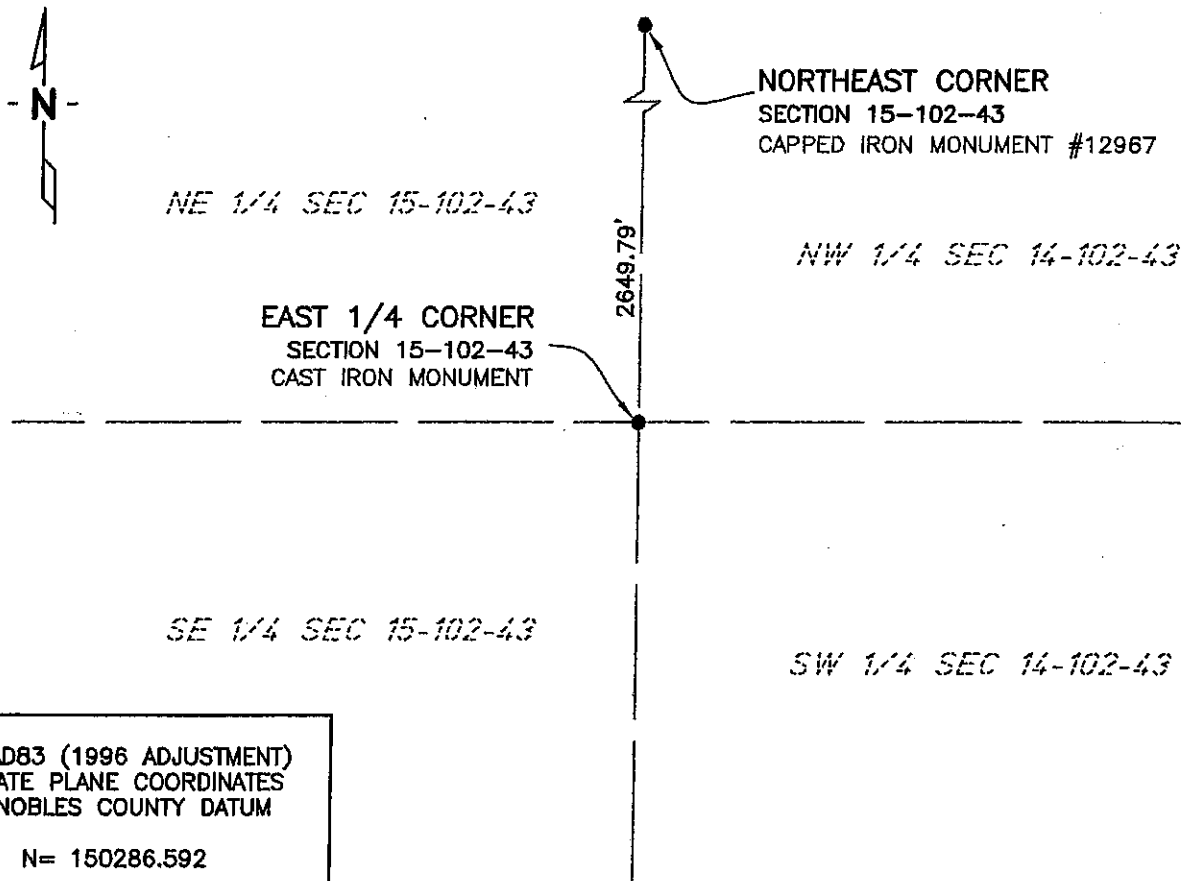 NORTHEAST CORNER
SECTION 15-102-43
CAPPED IRON MONUMENT #12967
- N -
NE 1/4 SEC 15-102-43
2649.79'
NW 1/4 SEC 14-102-43
EAST 1/4 CORNER
SECTION 15-102-43
CAST IRON MONUMENT
SE 1/4 SEC 15-102-43
SW 1/4 SEC 14-102-43
AD83 (1996 ADJUSTMENT)
ATE PLANE COORDINATES
NOBLES COUNTY DATUM
N= 150286.592